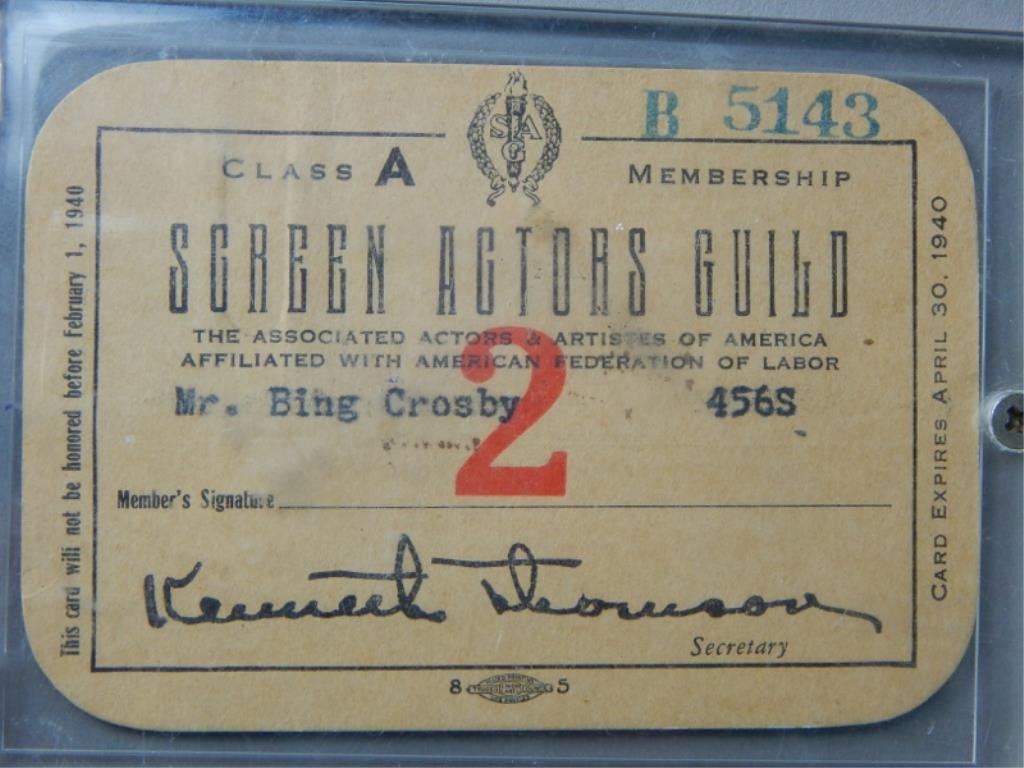 B 5143
SAG
CLASS A MEMBERSHIP
SCREEN ACTORS GUILD
THE ASSOCIATED ACTORS & ARTISTES OF AMERICA
AFFILIATED WITH AMERICAN FEDERATION OF LABOR
2
Mr. Bing Crosby 456S
Member's Signature
Kenneth Thomson
Secretary
8 5
This card will not be honored before February 1, 1940
CARD EXPIRES APRIL 30, 1940